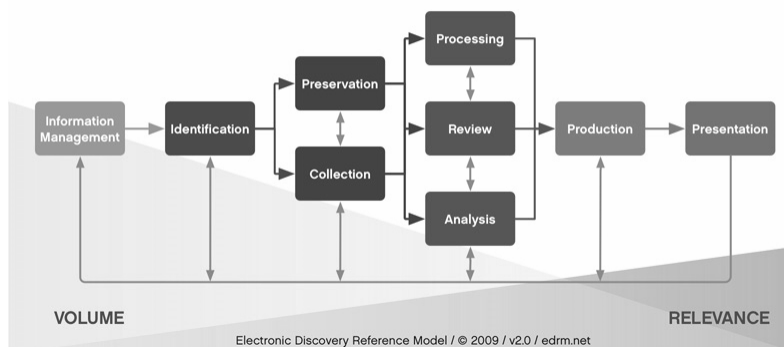 Information
Management
Identification
Preservation
Collection
Processing
Review
Analysis
Production
Presentation
VOLUME
RELEVANCE
Electronic Discovery Reference Model / © 2009 / v2.0 / edrm.net